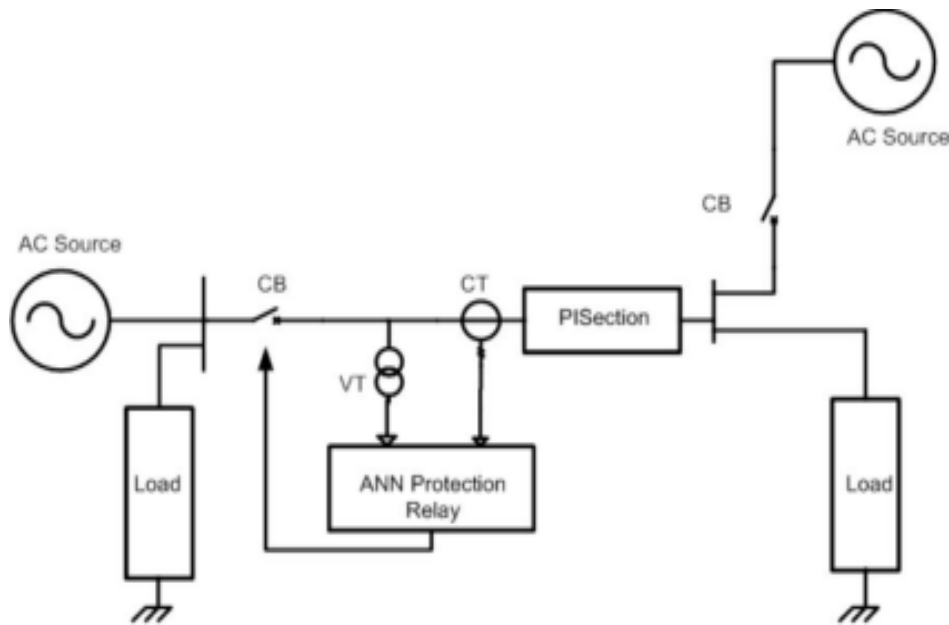 AC Source
CB
AC Source
CB
CT
PISection
VT
Load
ANN Protection
Relay
Load